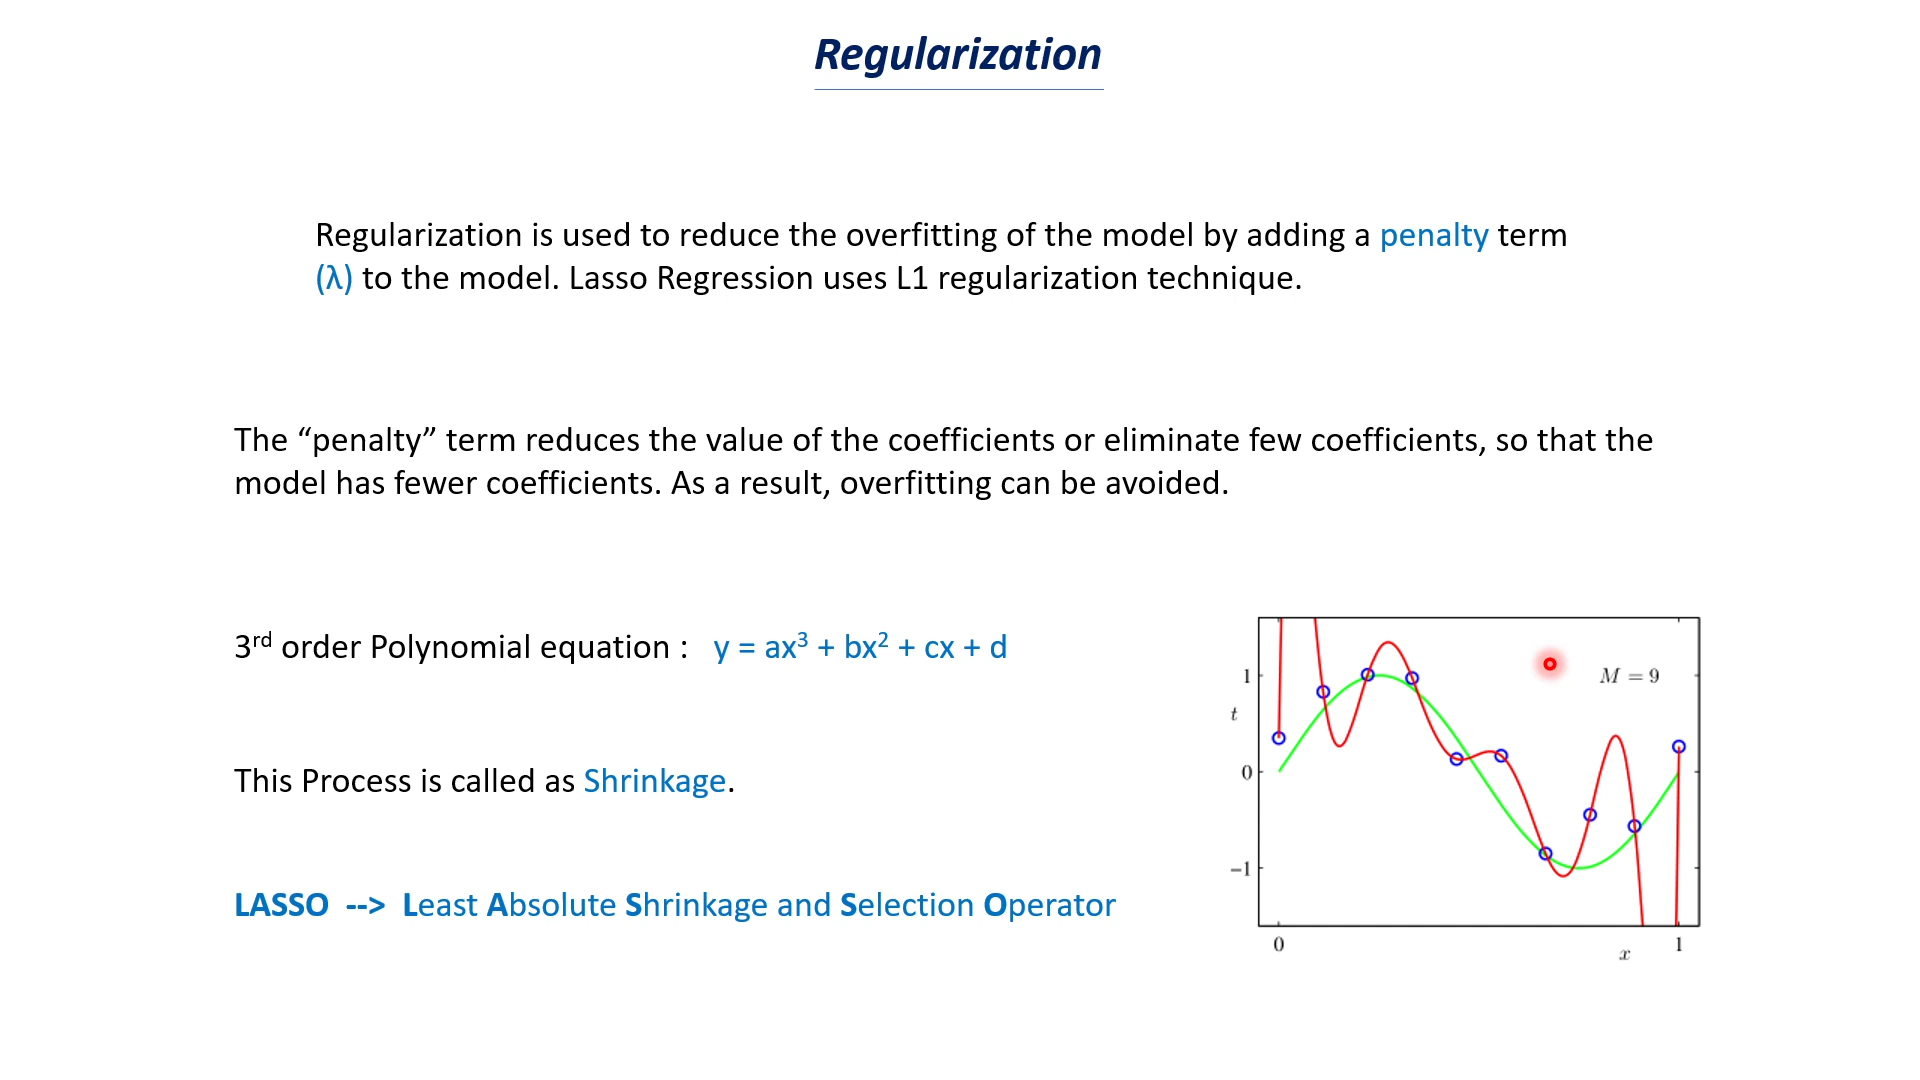 Regularization
Regularization is used to reduce the overfitting of the model by adding a penalty term
(λ) to the model. Lasso Regression uses L1 regularization technique.
The “penalty” term reduces the value of the coefficients or eliminate few coefficients, so that the
model has fewer coefficients. As a result, overfitting can be avoided.
3rd order Polynomial equation : y = ax³ + bx² + cx + d
This Process is called as Shrinkage.
LASSO --> Least Absolute Shrinkage and Selection Operator
M = 9
1
t
0
−1
0
x
1